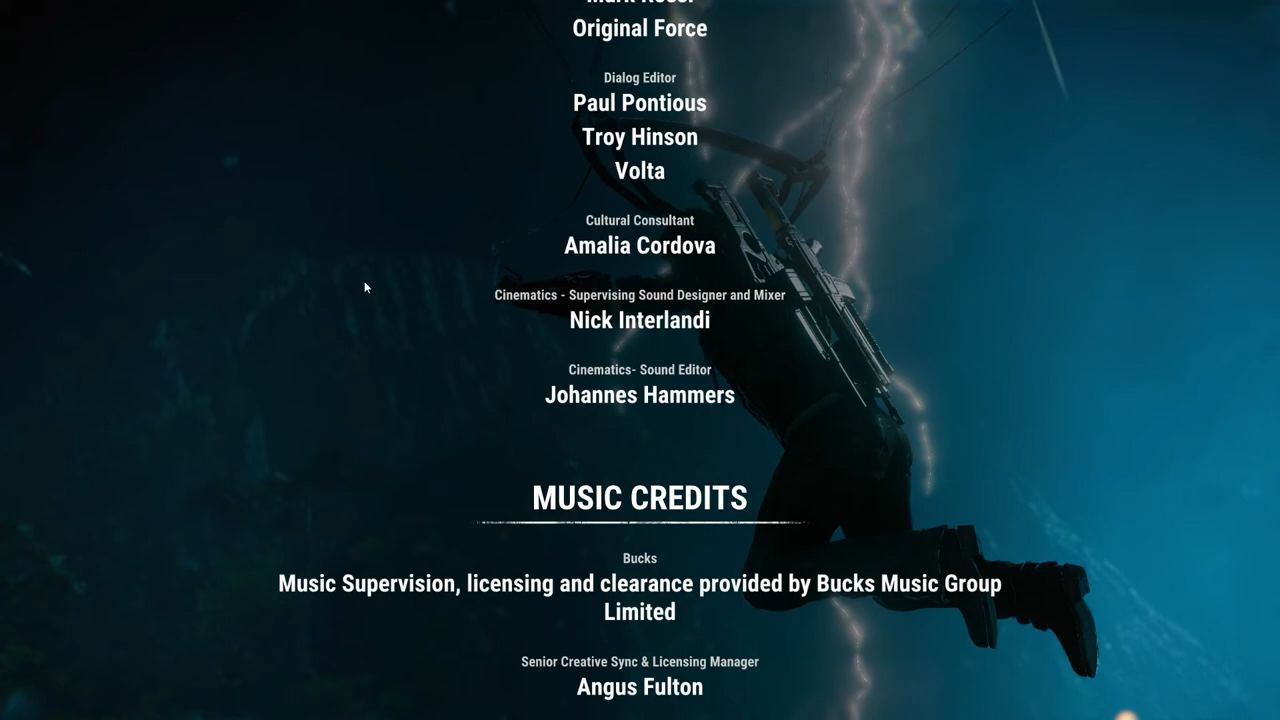 Original Force
Dialog Editor
Paul Pontious
Troy Hinson
Volta
Cultural Consultant
Amalia Cordova
Cinematics - Supervising Sound Designer and Mixer
Nick Interlandi
Cinematics- Sound Editor
Johannes Hammers
MUSIC CREDITS
Bucks
Music Supervision, licensing and clearance provided by Bucks Music Group
Limited
Senior Creative Sync & Licensing Manager
Angus Fulton